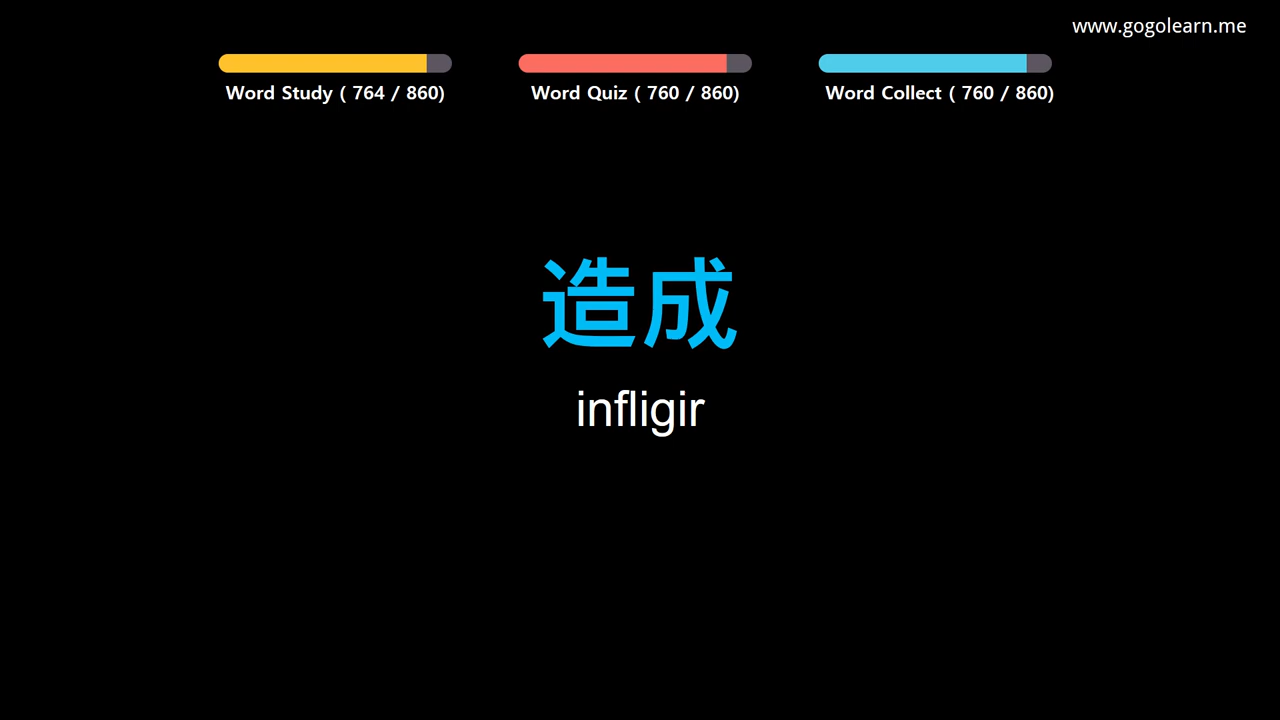 www.gogolearn.me
Word Study ( 764 / 860)
Word Quiz ( 760 / 860)
Word Collect ( 760 / 860)
造成
infligir